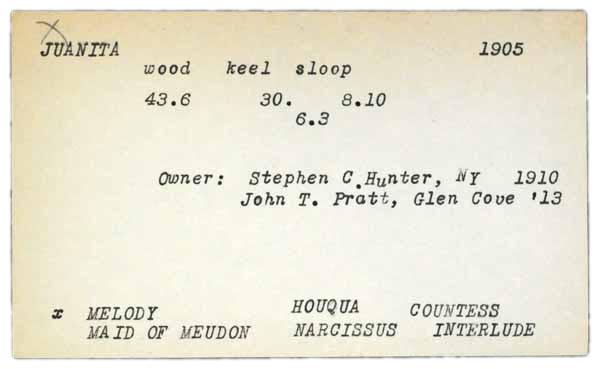 JUANITA 1905
wood keel sloop
43.6 30. 8.10
6.3
Owner: Stephen C.Hunter, NY 1910
John T. Pratt, Glen Cove '13
x MELODY HOUQUA COUNTESS
MAID OF MEUDON NARCISSUS INTERLUDE